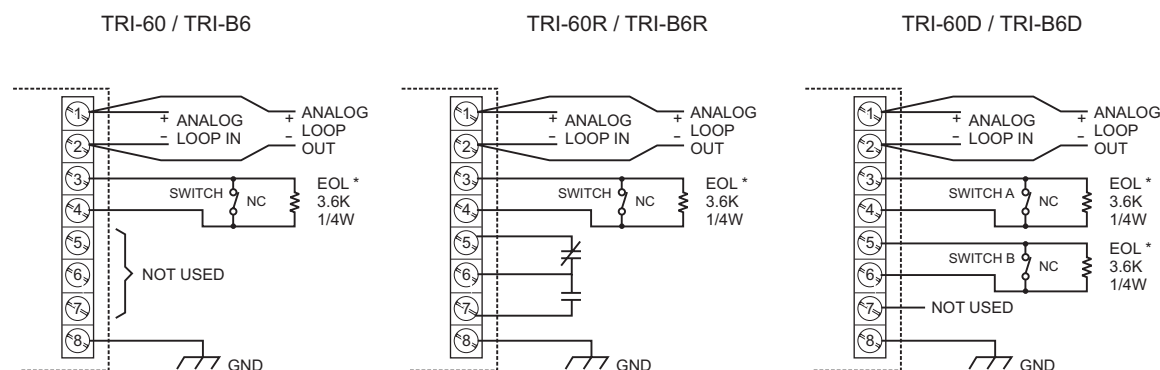 TRI-60 / TRI-B6
1
2
3
4
5
6
7
8
+ ANALOG
- LOOP IN
+ ANALOG
LOOP
- OUT
SWITCH
NC
EOL *
3.6K
1/4W
NOT USED
GND
TRI-60R / TRI-B6R
1
2
3
4
5
6
7
8
+ ANALOG
- LOOP IN
+ ANALOG
LOOP
- OUT
SWITCH
NC
EOL *
3.6K
1/4W
GND
TRI-60D / TRI-B6D
1
2
3
4
5
6
7
8
+ ANALOG
- LOOP IN
+ ANALOG
LOOP
- OUT
SWITCH A
NC
EOL *
3.6K
1/4W
SWITCH B
NC
EOL *
3.6K
1/4W
NOT USED
GND